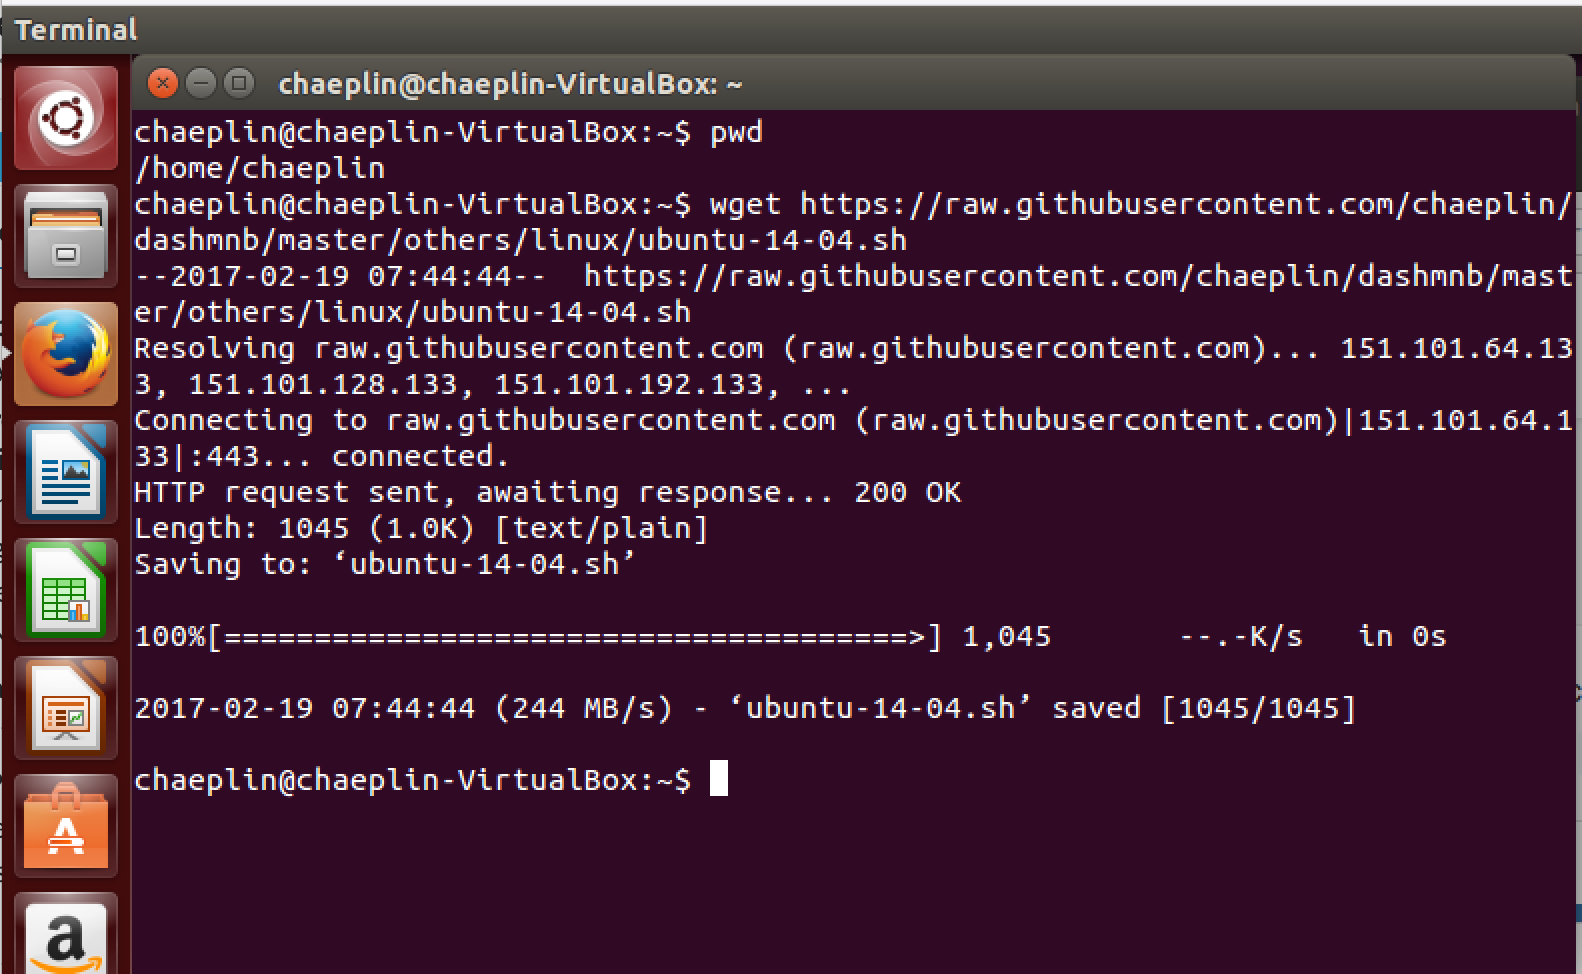 Terminal
chaeplin@chaeplin-VirtualBox: ~
chaeplin@chaeplin-VirtualBox:~$ pwd
/home/chaeplin
chaeplin@chaeplin-VirtualBox:~$ wget https://raw.githubusercontent.com/chaeplin/
dashmnb/master/others/linux/ubuntu-14-04.sh
--2017-02-19 07:44:44--  https://raw.githubusercontent.com/chaeplin/dashmnb/mast
er/others/linux/ubuntu-14-04.sh
Resolving raw.githubusercontent.com (raw.githubusercontent.com)... 151.101.64.13
3, 151.101.128.133, 151.101.192.133, ...
Connecting to raw.githubusercontent.com (raw.githubusercontent.com)|151.101.64.1
33|:443... connected.
HTTP request sent, awaiting response... 200 OK
Length: 1045 (1.0K) [text/plain]
Saving to: ‘ubuntu-14-04.sh’
100%[======================================>] 1,045       --.-K/s   in 0s
2017-02-19 07:44:44 (244 MB/s) - ‘ubuntu-14-04.sh’ saved [1045/1045]
chaeplin@chaeplin-VirtualBox:~$